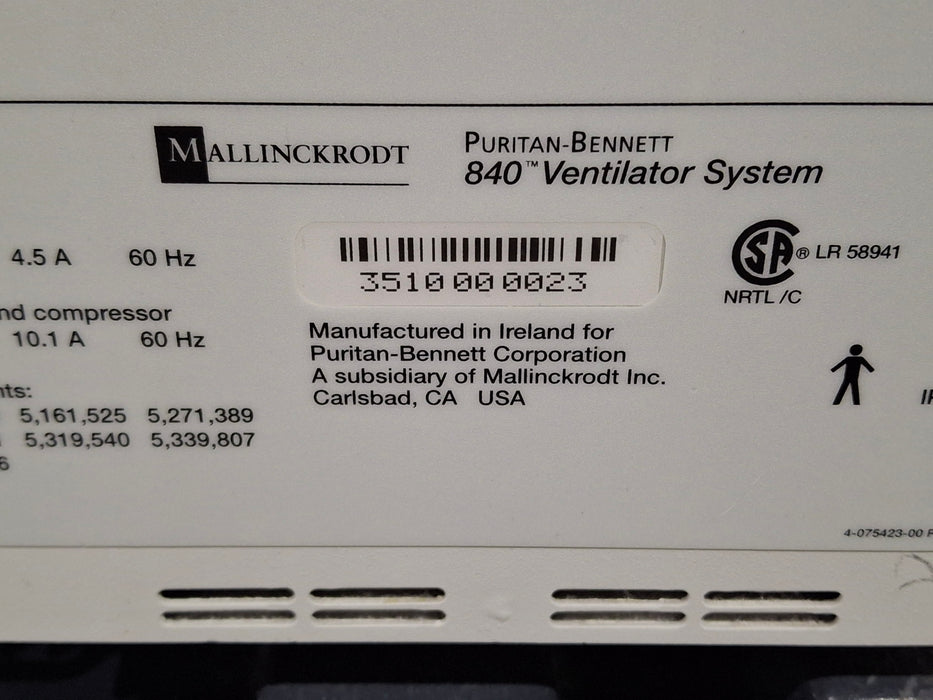 MALLINCKRODT
PURITAN-BENNETT
840™ Ventilator System
4.5 A 60 Hz
3510000023
SA ® LR 58941
NRTL /C
compressor
10.1 A 60 Hz
Manufactured in Ireland for
Puritan-Bennett Corporation
A subsidiary of Mallinckrodt Inc.
Carlsbad, CA USA
5,161,525 5,271,389
5,319,540 5,339,807
4-075423-00